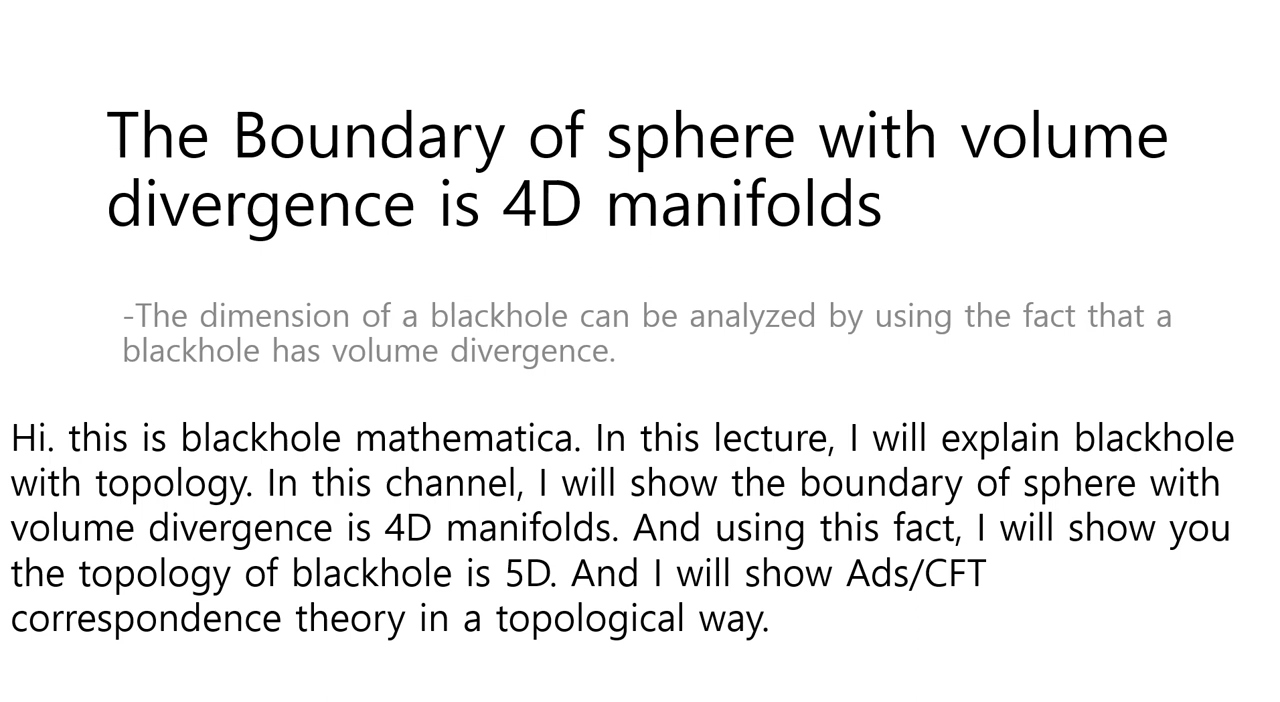 The Boundary of sphere with volume
divergence is 4D manifolds
-The dimension of a blackhole can be analyzed by using the fact that a
blackhole has volume divergence.
Hi. this is blackhole mathematica. In this lecture, I will explain blackhole
with topology. In this channel, I will show the boundary of sphere with
volume divergence is 4D manifolds. And using this fact, I will show you
the topology of blackhole is 5D. And I will show Ads/CFT
correspondence theory in a topological way.